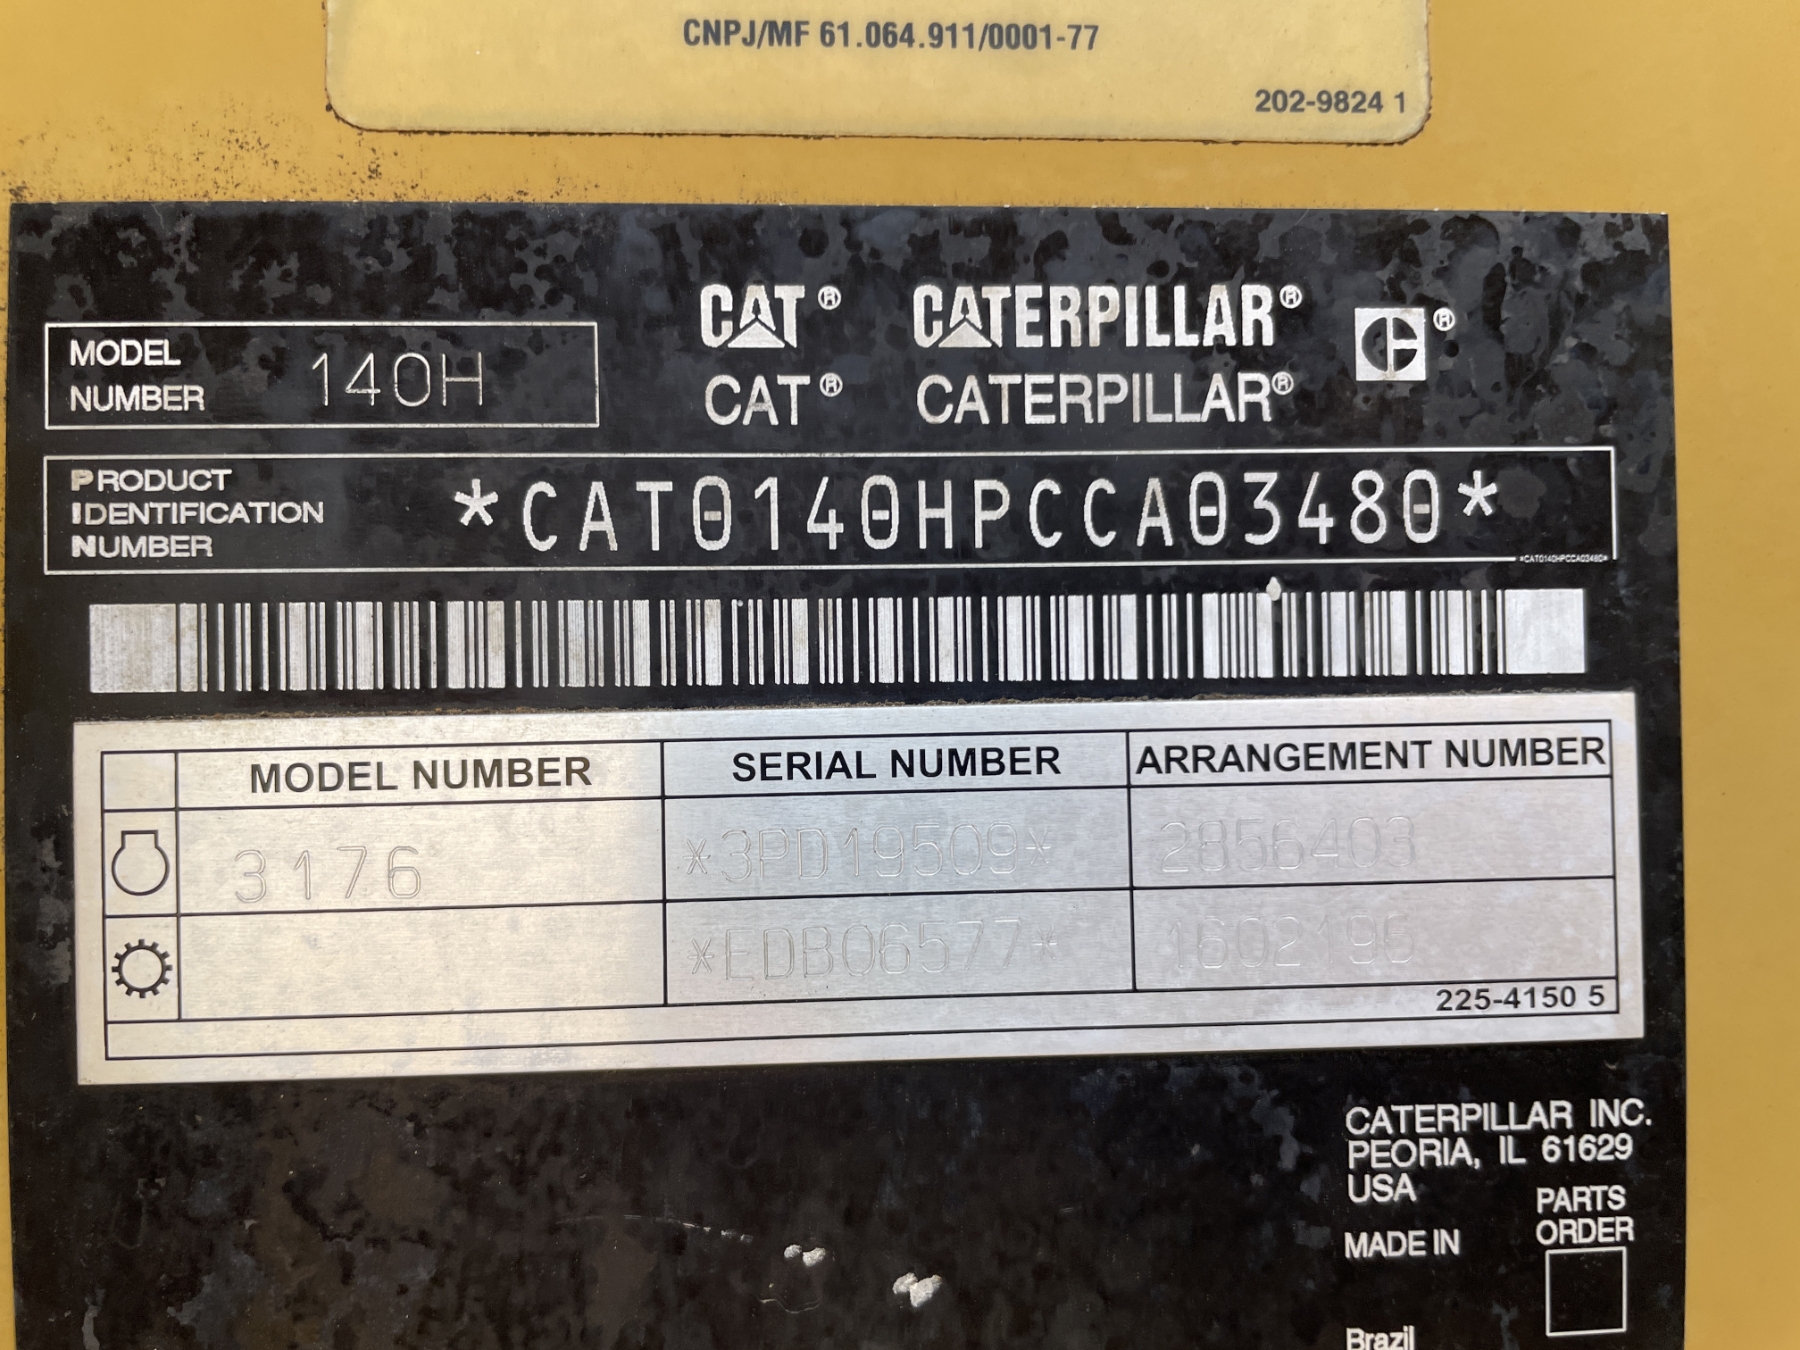 CNPJ/MF 61.064.911/0001-77
202-9824 1
MODEL NUMBER 140H
CAT® CATERPILLAR® ®
CAT® CATERPILLAR®
PRODUCT IDENTIFICATION NUMBER *CAT0140HPCCA03480*
*CAT0140HPCCA03480*
MODEL NUMBER SERIAL NUMBER ARRANGEMENT NUMBER
3176 *3PD19509* 2856403
*EDB06577* 1602196
225-4150 5
CATERPILLAR INC.
PEORIA, IL 61629
USA
PARTS
ORDER
MADE IN
Brazil